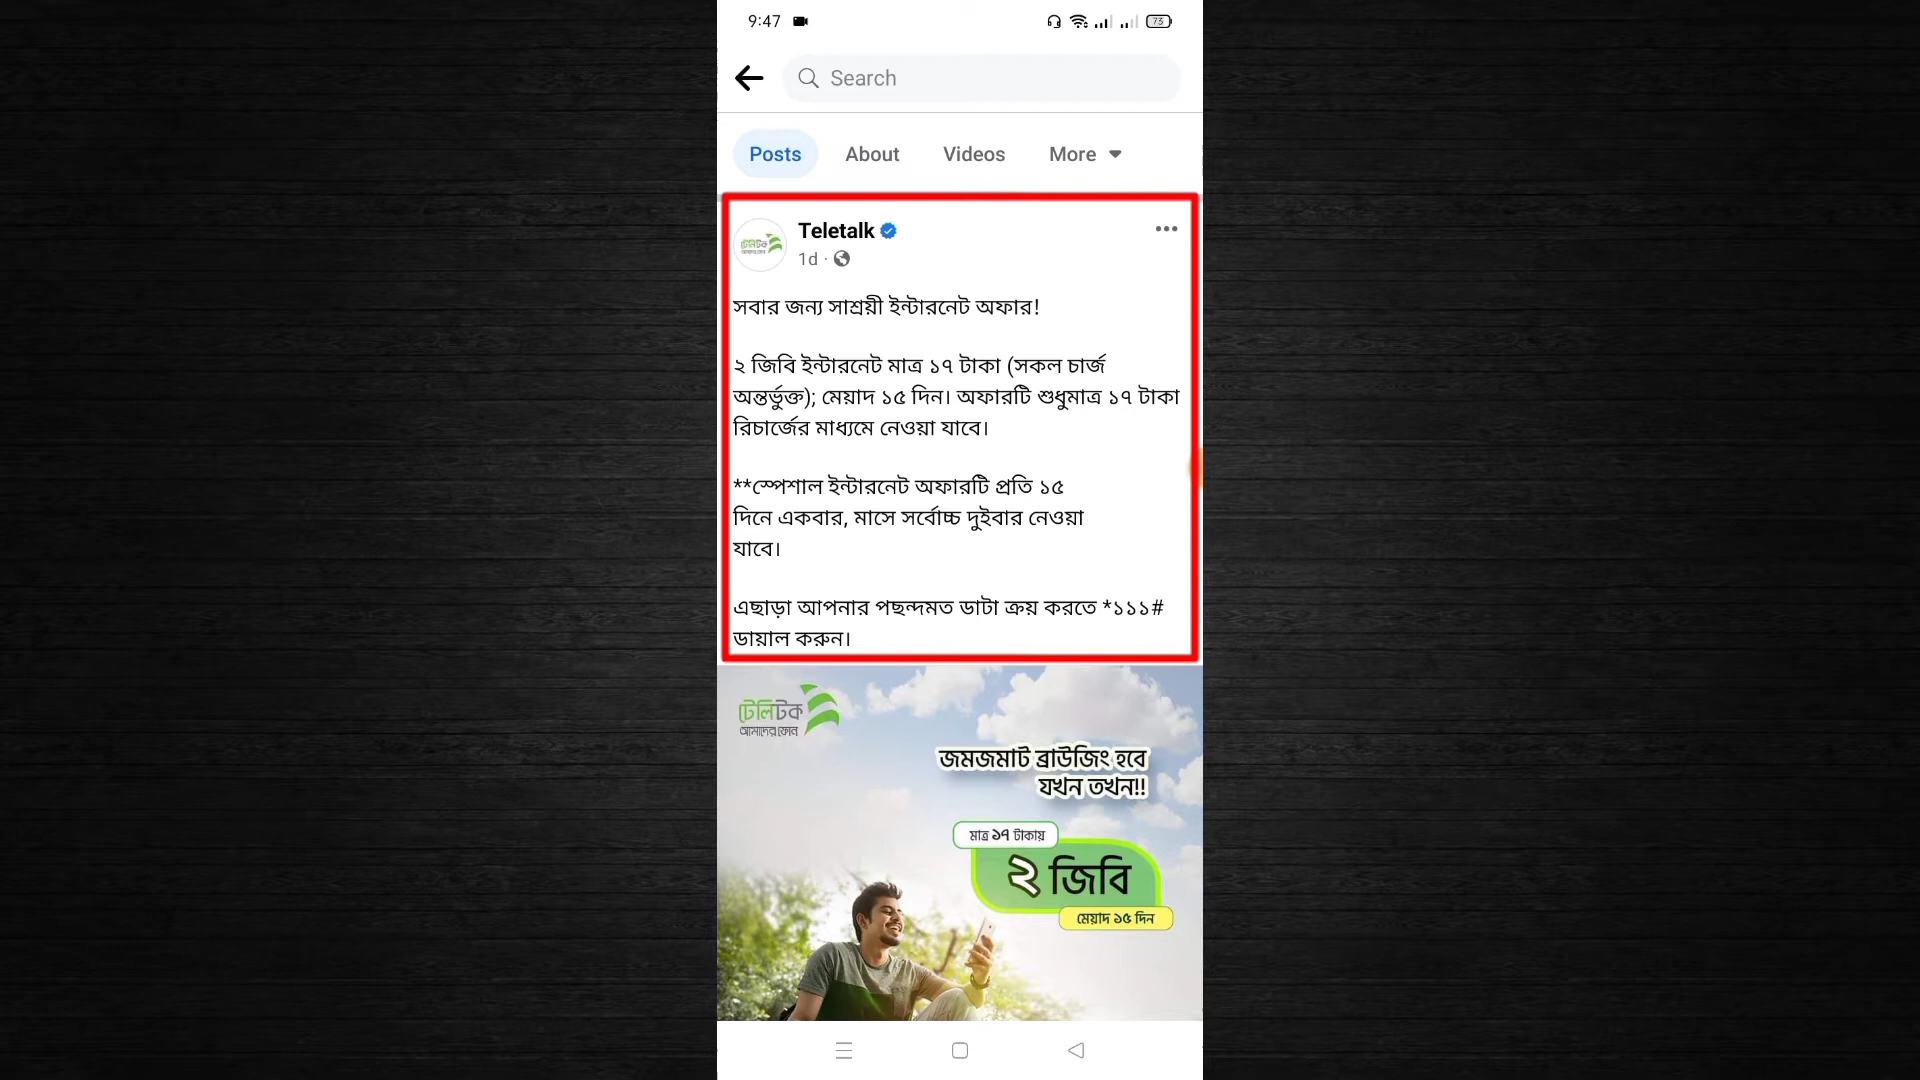 9:47
73
Search
Posts
About
Videos
More
Teletalk
1d ·
সবার জন্য সাশ্রয়ী ইন্টারনেট অফার!
২ জিবি ইন্টারনেট মাত্র ১৭ টাকা (সকল চার্জ
অন্তর্ভুক্ত); মেয়াদ ১৫ দিন। অফারটি শুধুমাত্র ১৭ টাকা
রিচার্জের মাধ্যমে নেওয়া যাবে।
**স্পেশাল ইন্টারনেট অফারটি প্রতি ১৫
দিনে একবার, মাসে সর্বোচ্চ দুইবার নেওয়া
যাবে।
এছাড়া আপনার পছন্দমত ডাটা ক্রয় করতে *১১১#
ডায়াল করুন।
টেলিটক
আমাদের ফোন
জমজমাট ব্রাউজিং হবে
যখন তখন!!
মাত্র ১৭ টাকায়
২ জিবি
মেয়াদ ১৫ দিন